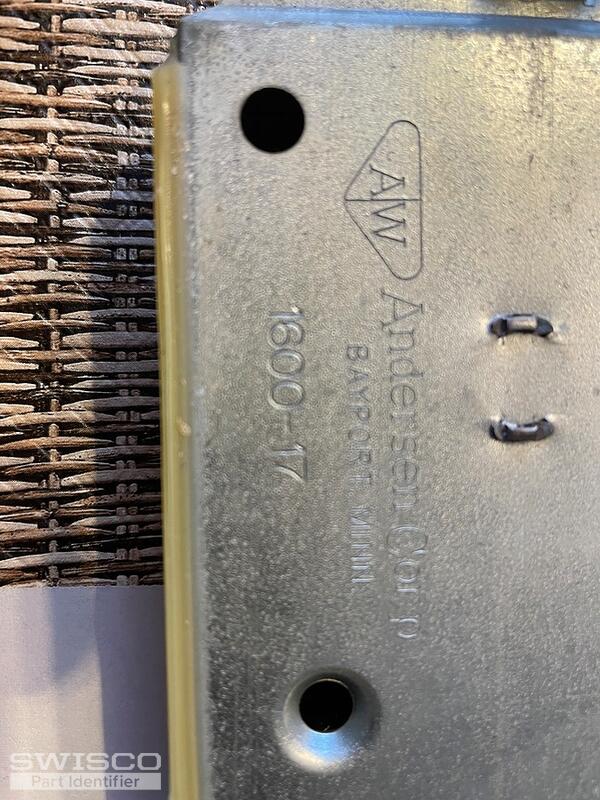 AW
Andersen Corp
BAYPORT, MINN.
1600-17
SWISCO
Part Identifier